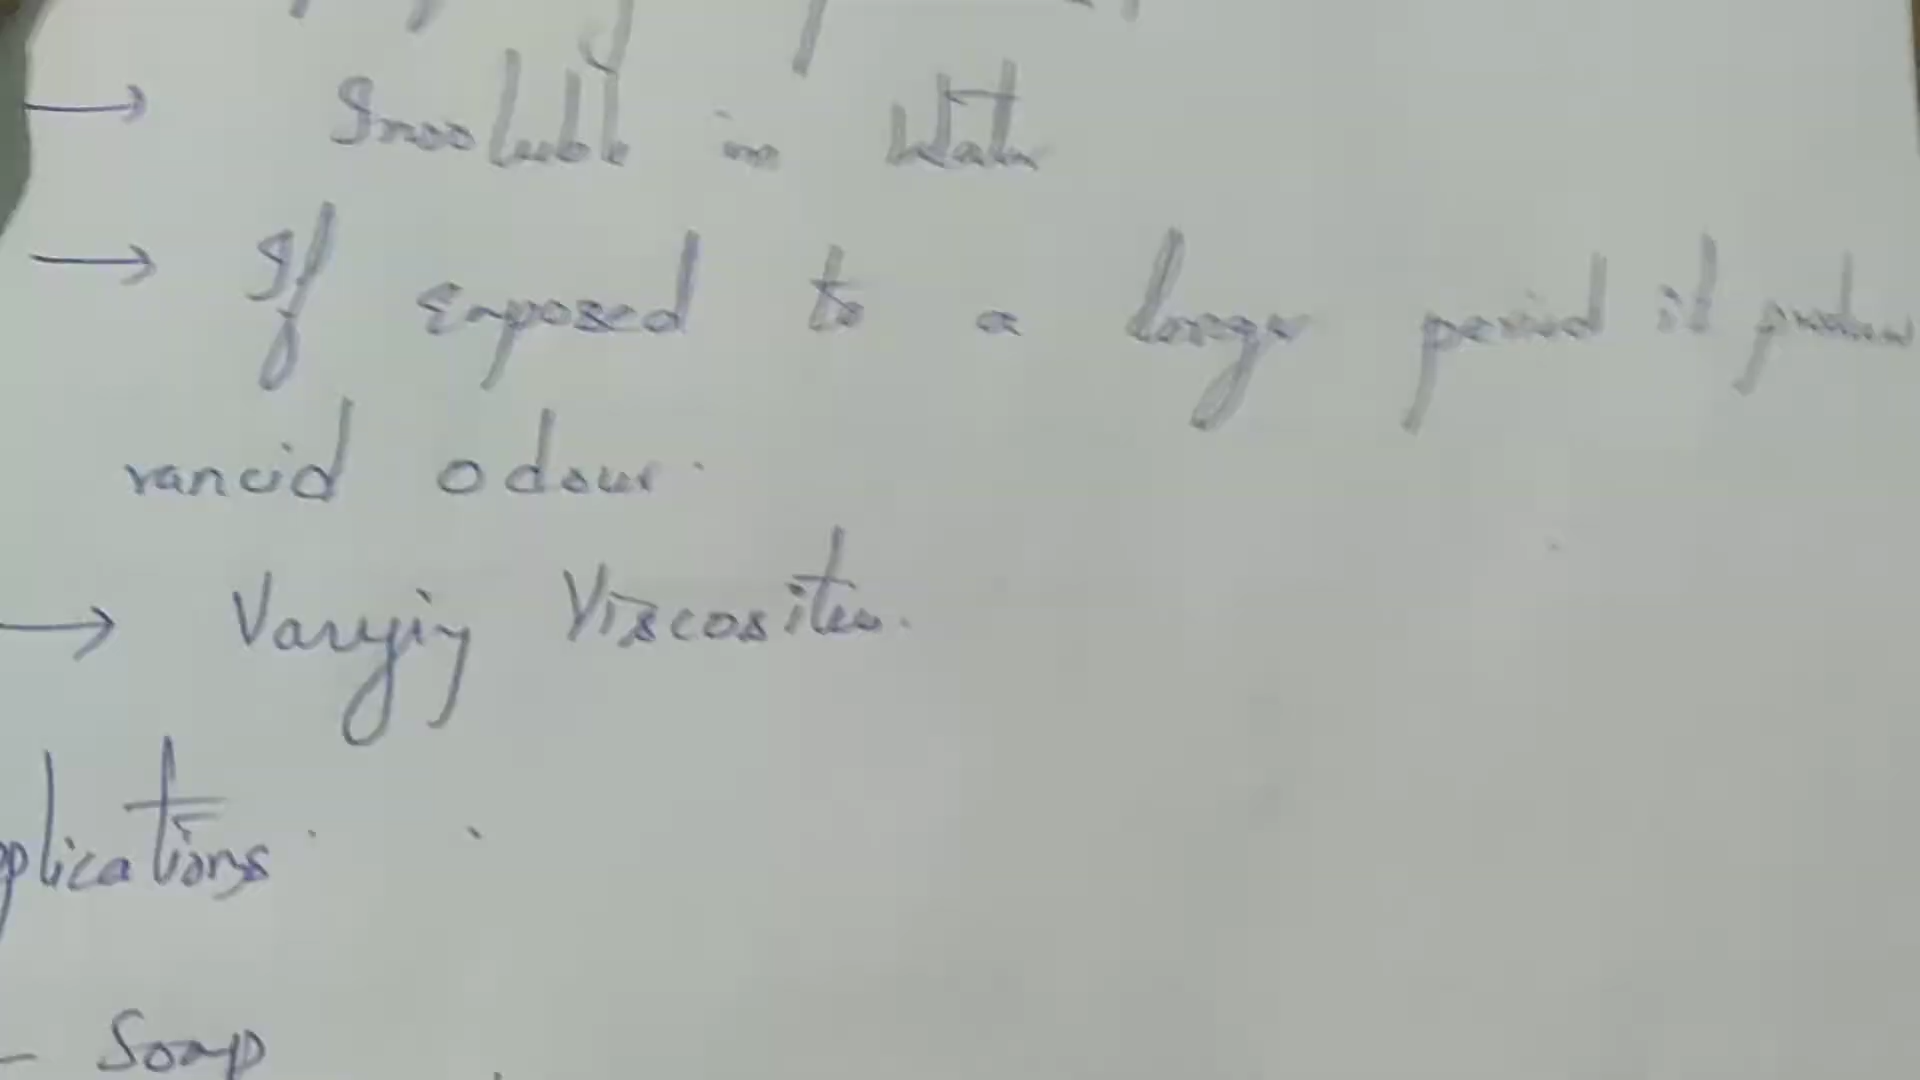 → Insoluble in Water
→ If Exposed to a longer period it produces
rancid odour.
→ Varying Viscosities.
plications
- Soap